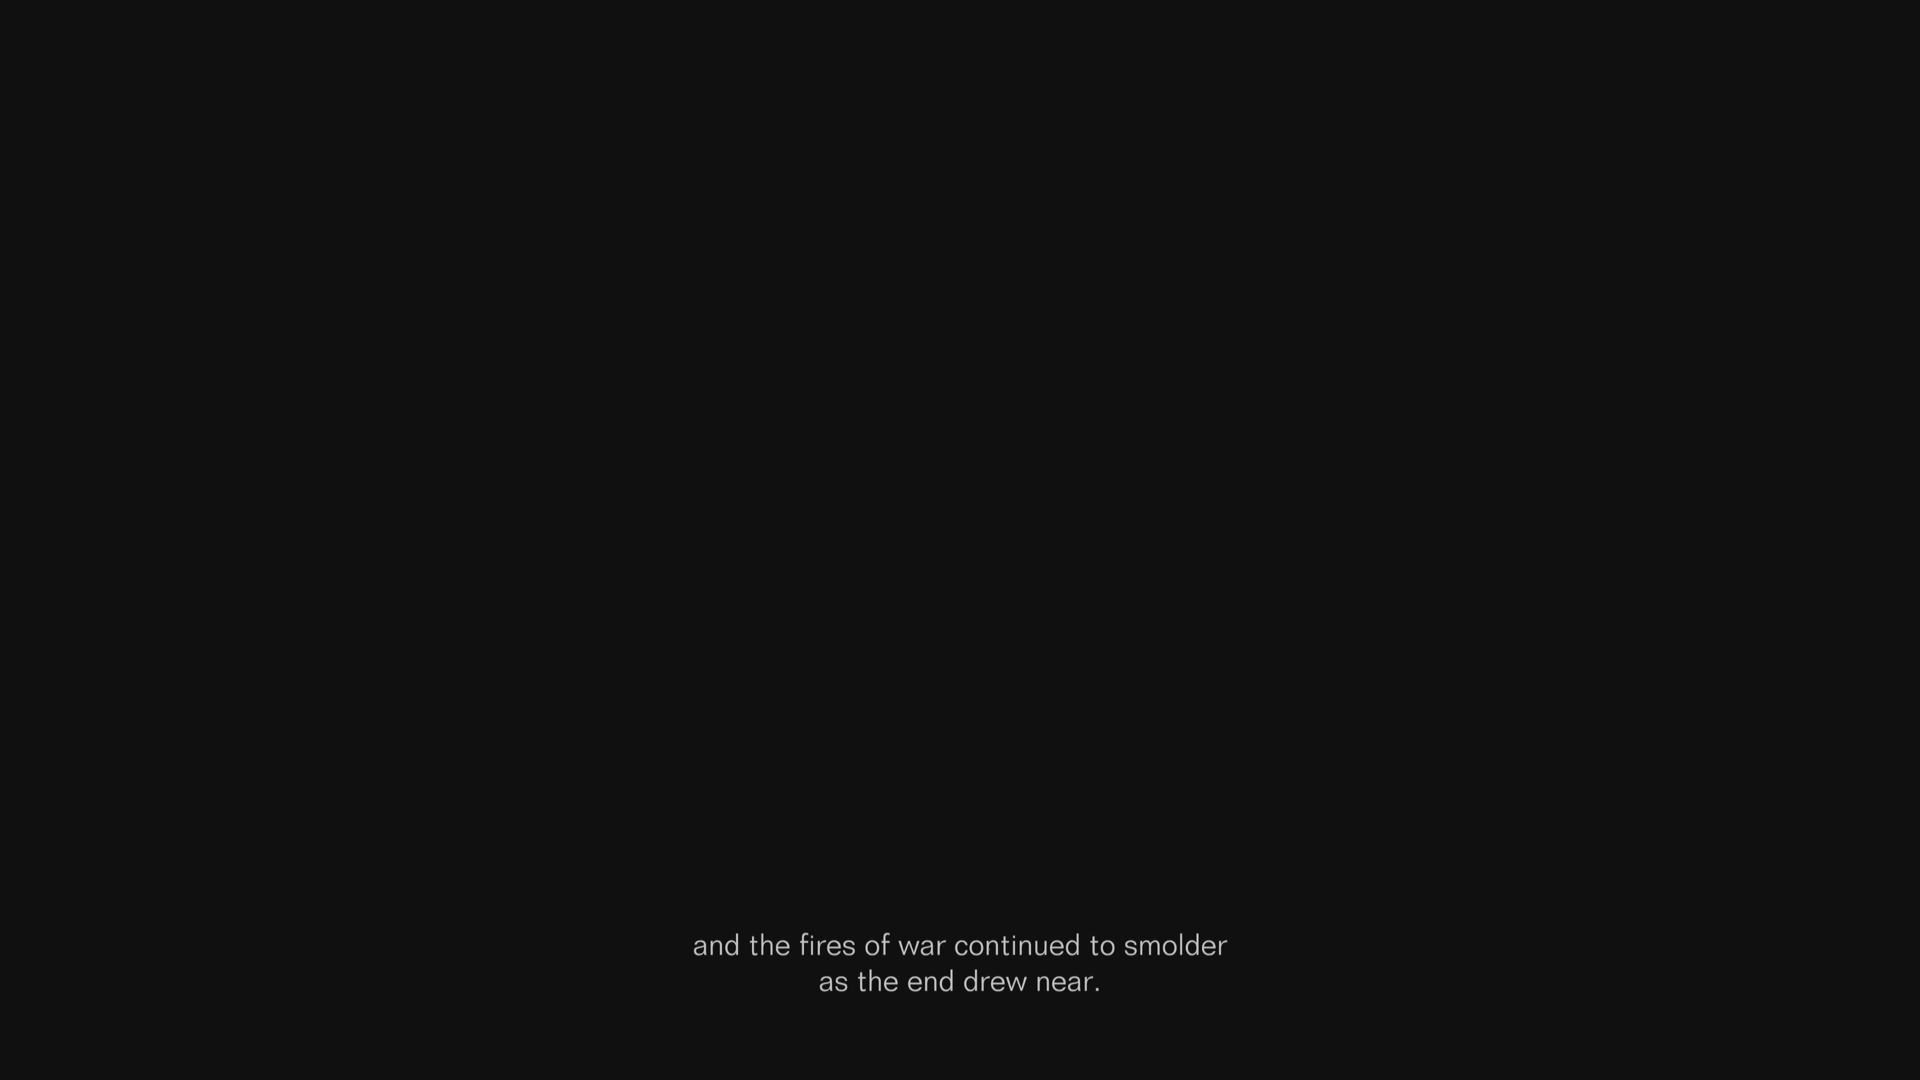 and the fires of war continued to smolder
as the end drew near.